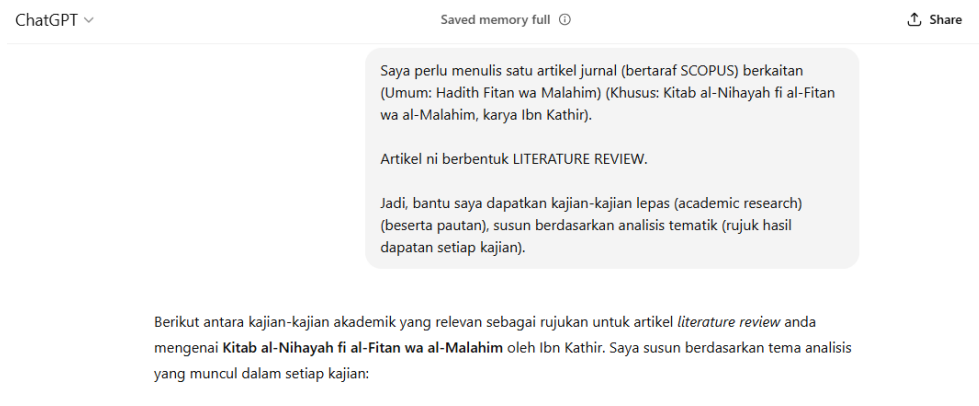 ChatGPT
Saved memory full
Share
Saya perlu menulis satu artikel jurnal (bertaraf SCOPUS) berkaitan
(Umum: Hadith Fitan wa Malahim) (Khusus: Kitab al-Nihayah fi al-Fitan
wa al-Malahim, karya Ibn Kathir).
Artikel ni berbentuk LITERATURE REVIEW.
Jadi, bantu saya dapatkan kajian-kajian lepas (academic research)
(beserta pautan), susun berdasarkan analisis tematik (rujuk hasil
dapatan setiap kajian).
Berikut antara kajian-kajian akademik yang relevan sebagai rujukan untuk artikel literature review anda
mengenai Kitab al-Nihayah fi al-Fitan wa al-Malahim oleh Ibn Kathir. Saya susun berdasarkan tema analisis
yang muncul dalam setiap kajian: